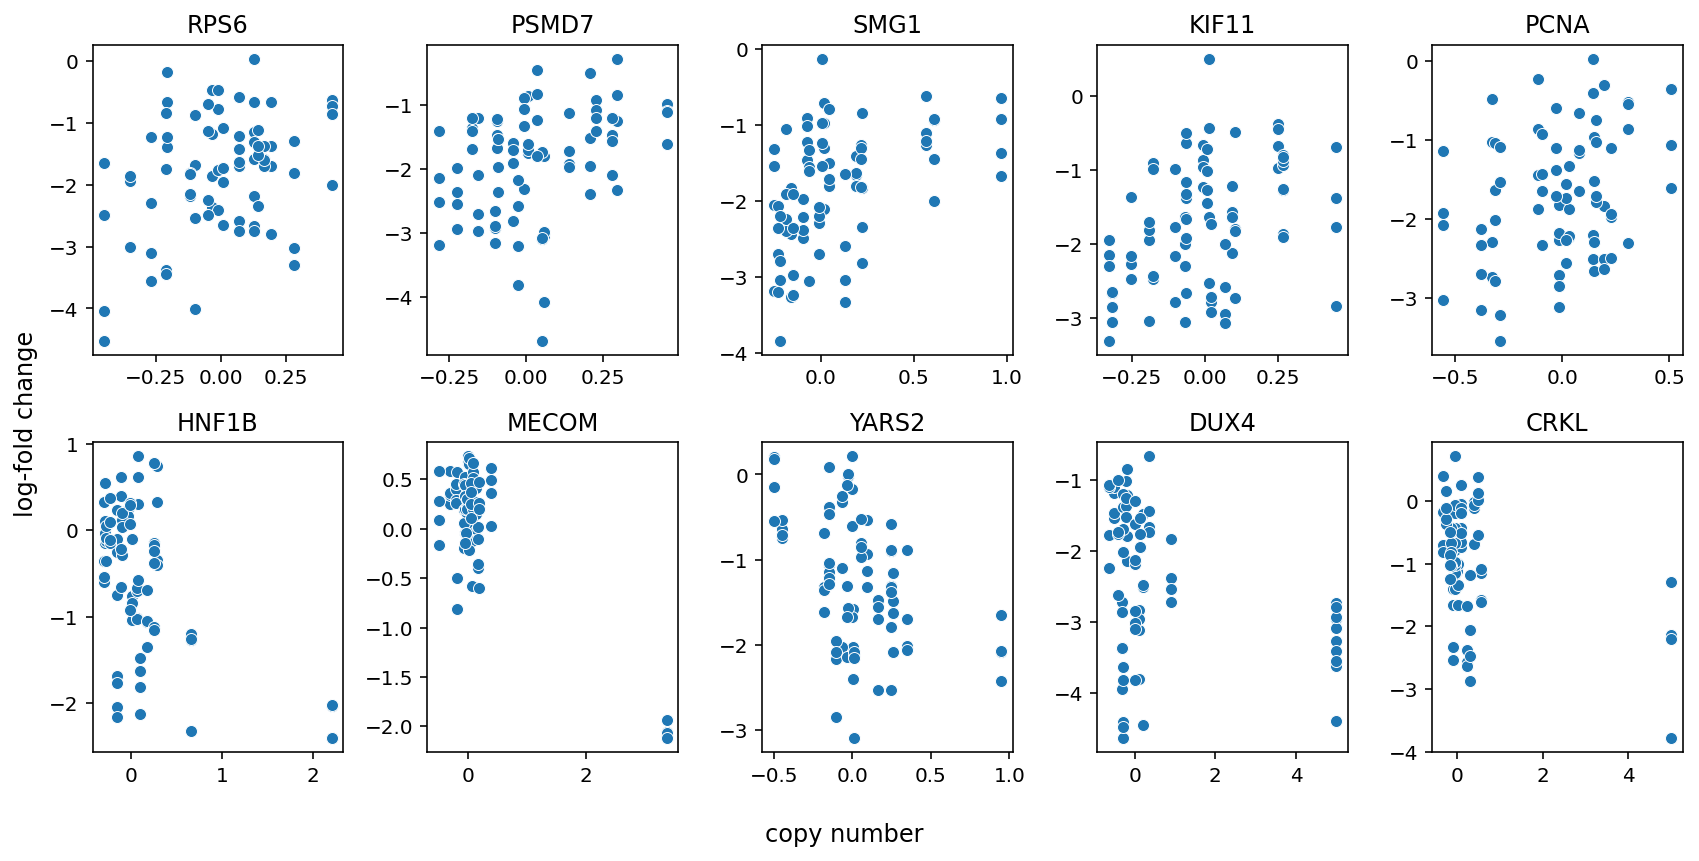 RPS6 PSMD7 SMG1 KIF11 PCNA
0 −1 −2 −3 −4
−1 −2 −3 −4
0 −1 −2 −3 −4
0 −1 −2 −3
0 −1 −2 −3
−0.25 0.00 0.25
−0.25 0.00 0.25
0.0 0.5 1.0
−0.25 0.00 0.25
−0.5 0.0 0.5
log-fold change
HNF1B MECOM YARS2 DUX4 CRKL
1 0 −1 −2
0.5 0.0 −0.5 −1.0 −1.5 −2.0
0 −1 −2 −3
−1 −2 −3 −4
0 −1 −2 −3 −4
0 1 2
0 2
−0.5 0.0 0.5 1.0
0 2 4
0 2 4
copy number